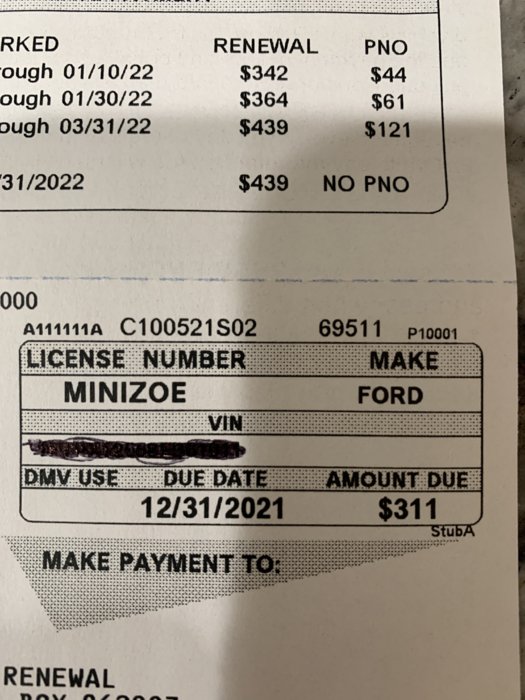 RKED RENEWAL PNO
ough 01/10/22 $342 $44
ough 01/30/22 $364 $61
ough 03/31/22 $439 $121
31/2022 $439 NO PNO
000
A111111A C100521S02 69511 P10001
LICENSE NUMBER MAKE
MINIZOE FORD
VIN
DMV USE DUE DATE AMOUNT DUE
12/31/2021 $311
StubA
MAKE PAYMENT TO:
RENEWAL